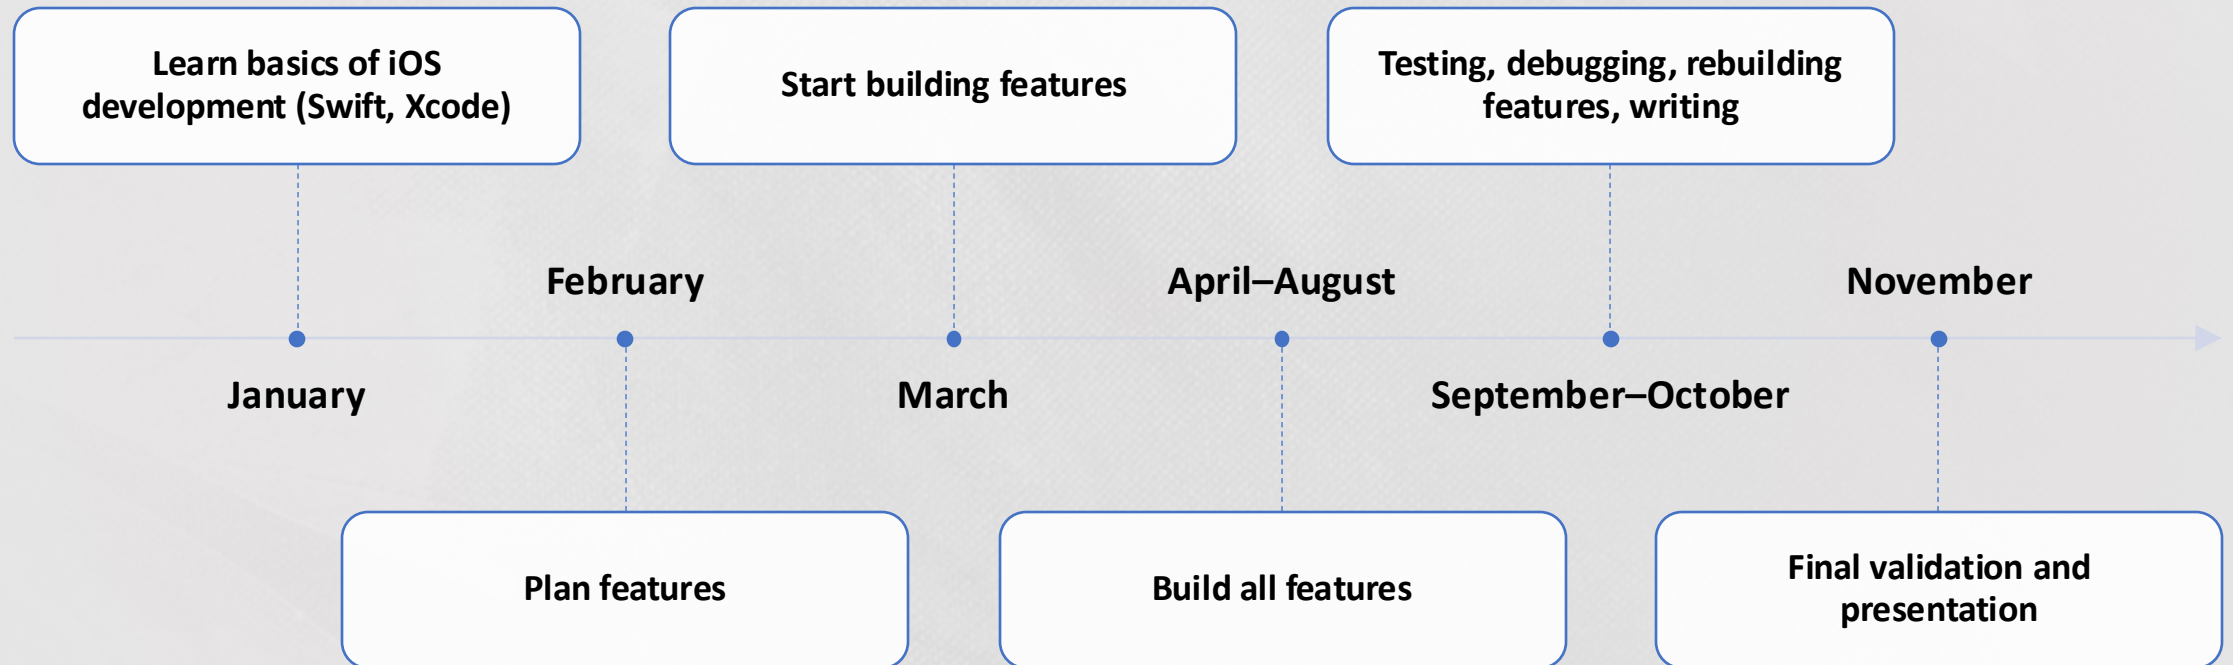 Learn basics of iOS
development (Swift, Xcode)
Start building features
Testing, debugging, rebuilding
features, writing
February
April–August
November
January
March
September–October
Plan features
Build all features
Final validation and
presentation